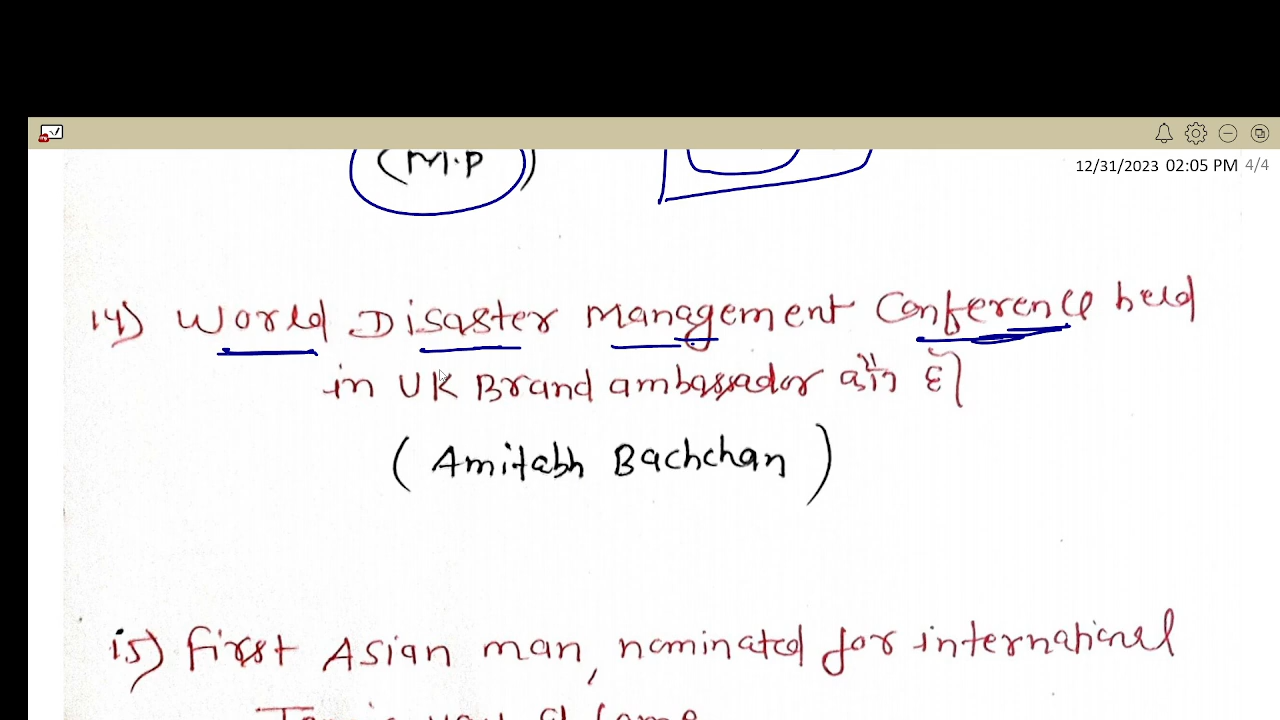 (M.P)
12/31/2023 02:05 PM 4/4
14) World Disaster Management Conference held
in UK Brand ambassador कौन है
(Amitabh Bachchan)
15) First Asian man, nominated for international